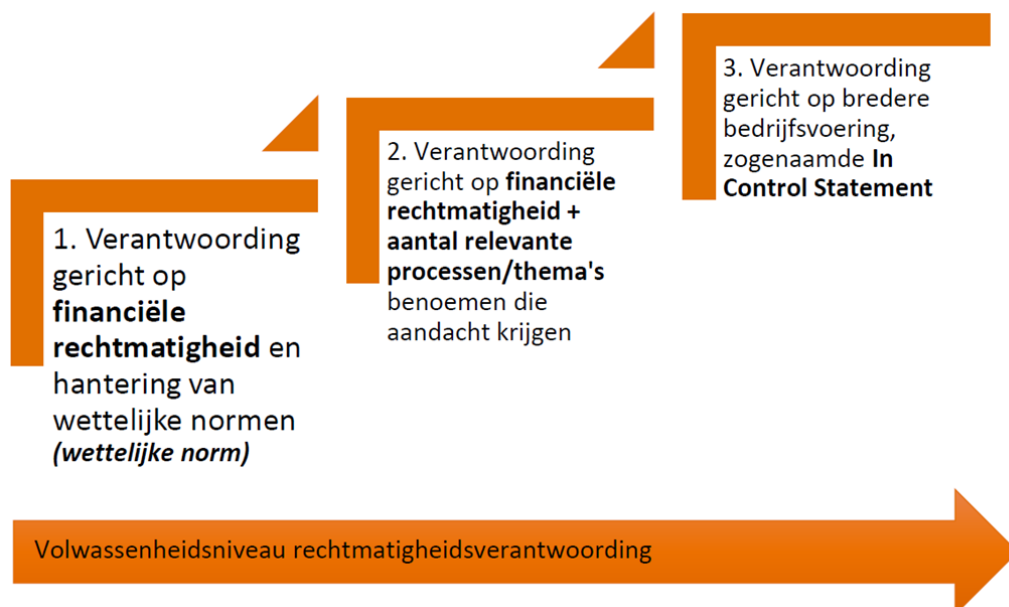 1. Verantwoording
gericht op
financiële
rechtmatigheid en
hantering van
wettelijke normen
(wettelijke norm)
2. Verantwoording
gericht op financiële
rechtmatigheid +
aantal relevante
processen/thema's
benoemen die
aandacht krijgen
3. Verantwoording
gericht op bredere
bedrijfsvoering,
zogenaamde In
Control Statement
Volwassenheidsniveau rechtmatigheidsverantwoording